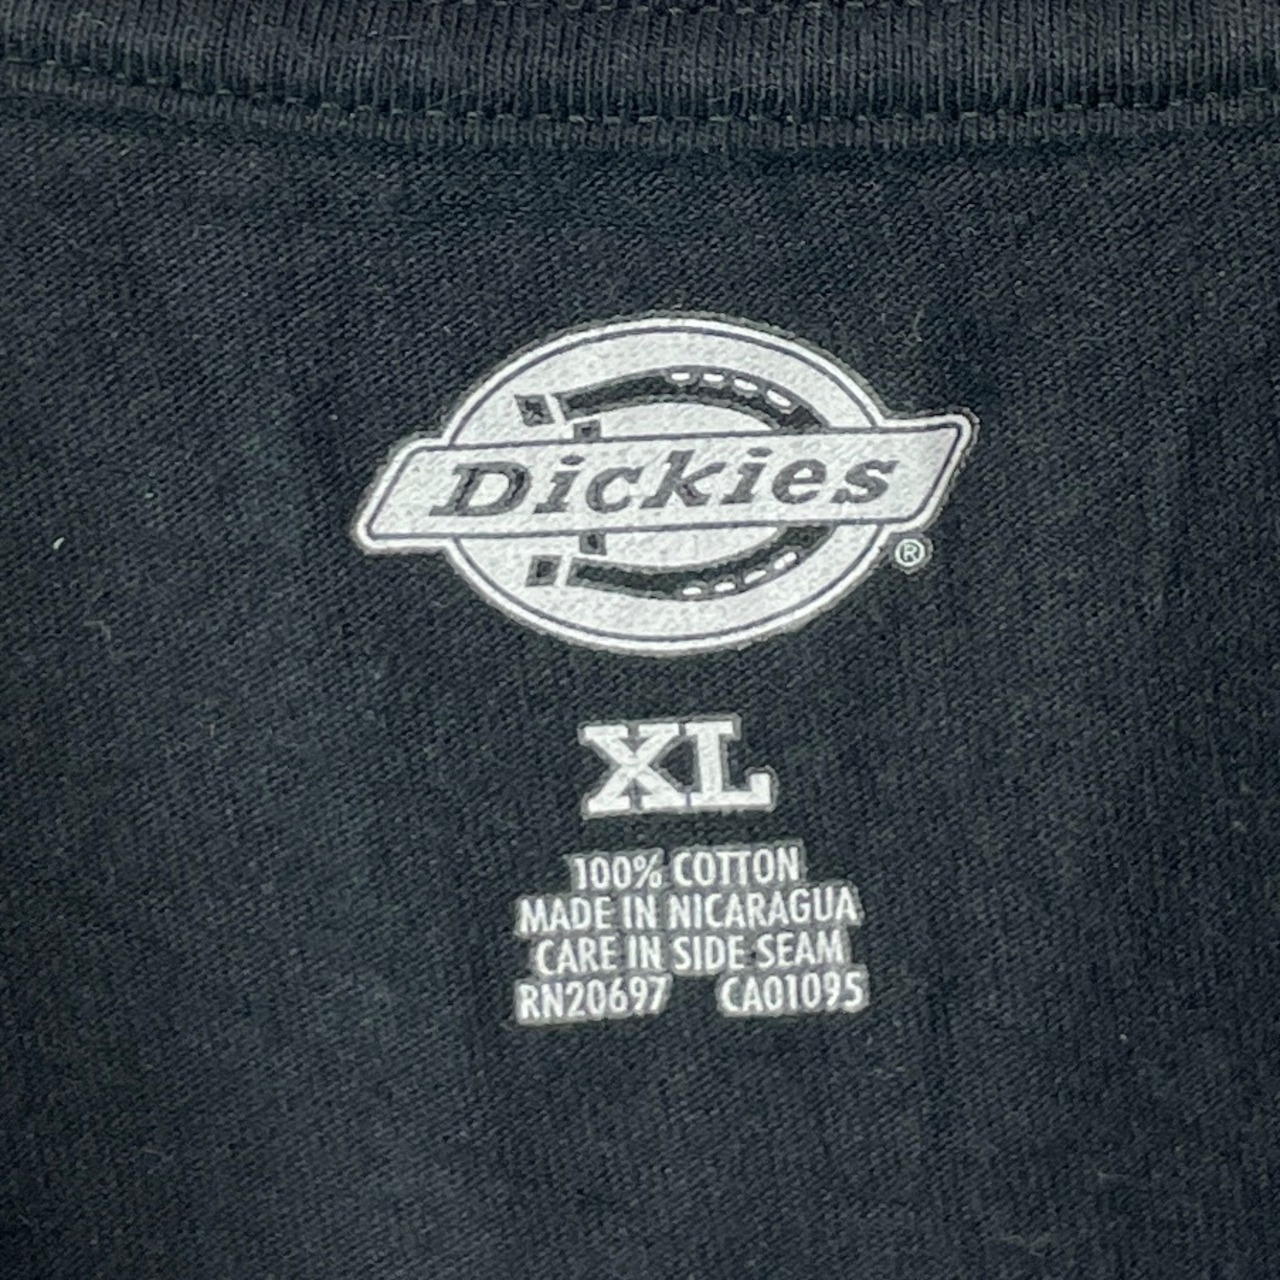 Dickies
®
XL
100% COTTON
MADE IN NICARAGUA
CARE IN SIDE SEAM
RN20697 CA01095